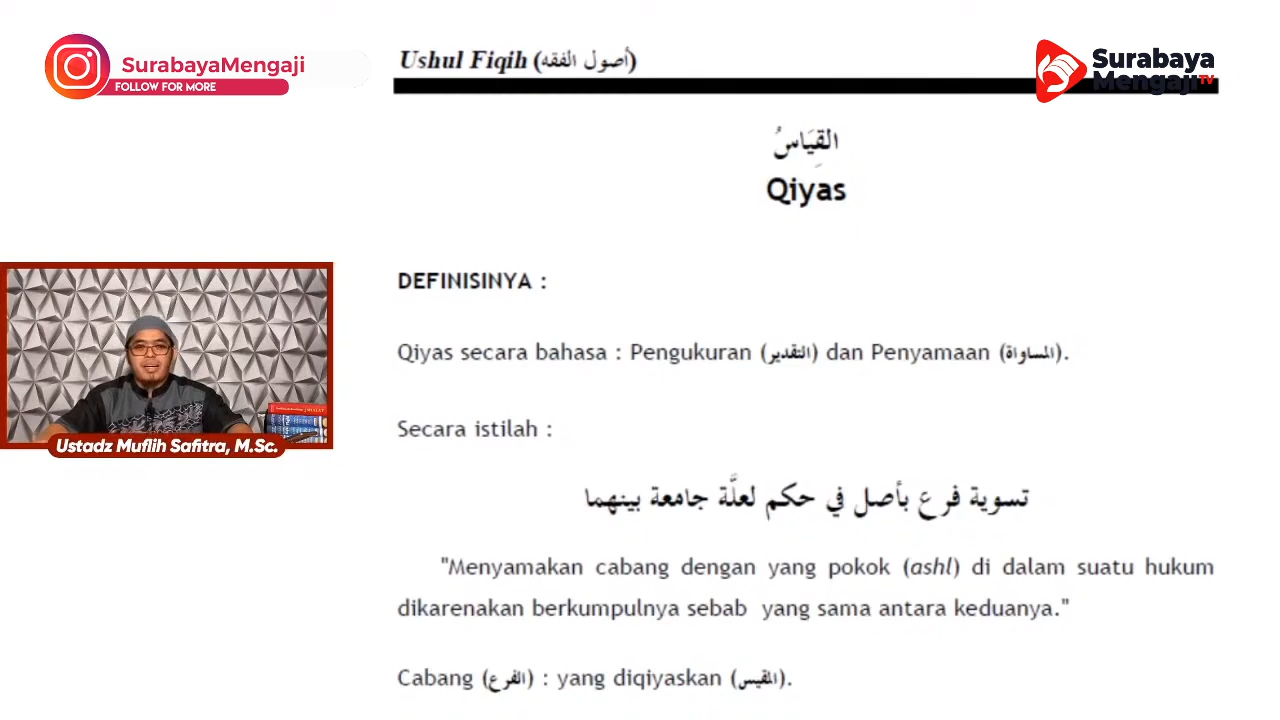 SurabayaMengaji
FOLLOW FOR MORE
Ushul Fiqih (أصول الفقه)
Surabaya
Mengaji TV
القِيَاسُ
Qiyas
DEFINISINYA :
Qiyas secara bahasa : Pengukuran (التقدير) dan Penyamaan (المساواة).
Secara istilah :
تسوية فرع بأصل في حكم لعلَّة جامعة بينهما
"Menyamakan cabang dengan yang pokok (ashl) di dalam suatu hukum
dikarenakan berkumpulnya sebab yang sama antara keduanya."
Cabang (الفرع) : yang diqiyaskan (المقيس).
Ustadz Muflih Safitra, M.Sc.